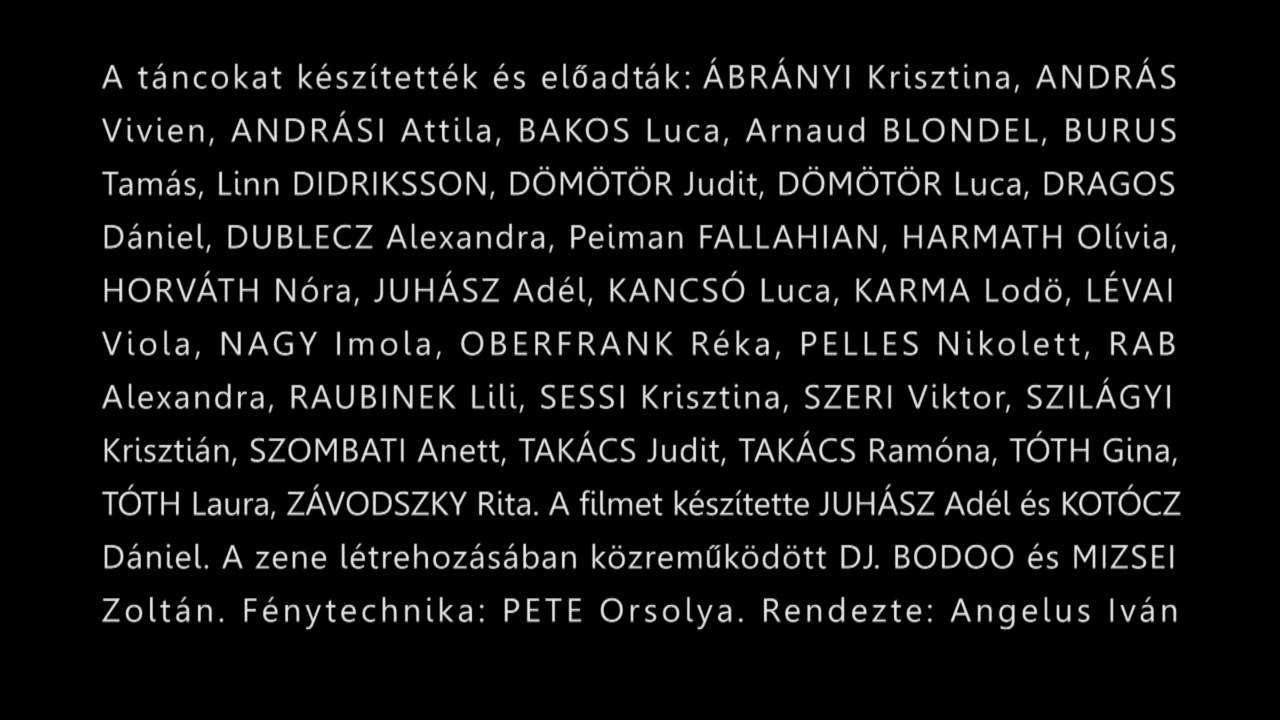 A táncokat készítették és előadták: ÁBRÁNYI Krisztina, ANDRÁS
Vivien, ANDRÁSI Attila, BAKOS Luca, Arnaud BLONDEL, BURUS
Tamás, Linn DIDRIKSSON, DÖMÖTÖR Judit, DÖMÖTÖR Luca, DRAGOS
Dániel, DUBLECZ Alexandra, Peiman FALLAHIAN, HARMATH Olívia,
HORVÁTH Nóra, JUHÁSZ Adél, KANCSÓ Luca, KARMA Lodö, LÉVAI
Viola, NAGY Imola, OBERFRANK Réka, PELLES Nikolett, RAB
Alexandra, RAUBINEK Lili, SESSI Krisztina, SZERI Viktor, SZILÁGYI
Krisztián, SZOMBATI Anett, TAKÁCS Judit, TAKÁCS Ramóna, TÓTH Gina,
TÓTH Laura, ZÁVODSZKY Rita. A filmet készítette JUHÁSZ Adél és KOTÓCZ
Dániel. A zene létrehozásában közreműködött DJ. BODOO és MIZSEI
Zoltán. Fénytechnika: PETE Orsolya. Rendezte: Angelus Iván